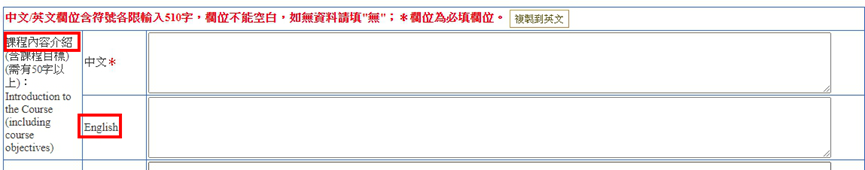 中文/英文欄位含符號各限輸入510字，欄位不能空白，如無資料請填"無"；＊欄位為必填欄位。 複製到英文
課程內容介紹
(含課程目標)
(需有50字以
上)：
Introduction to
the Course
(including
course
objectives)
中文＊
English